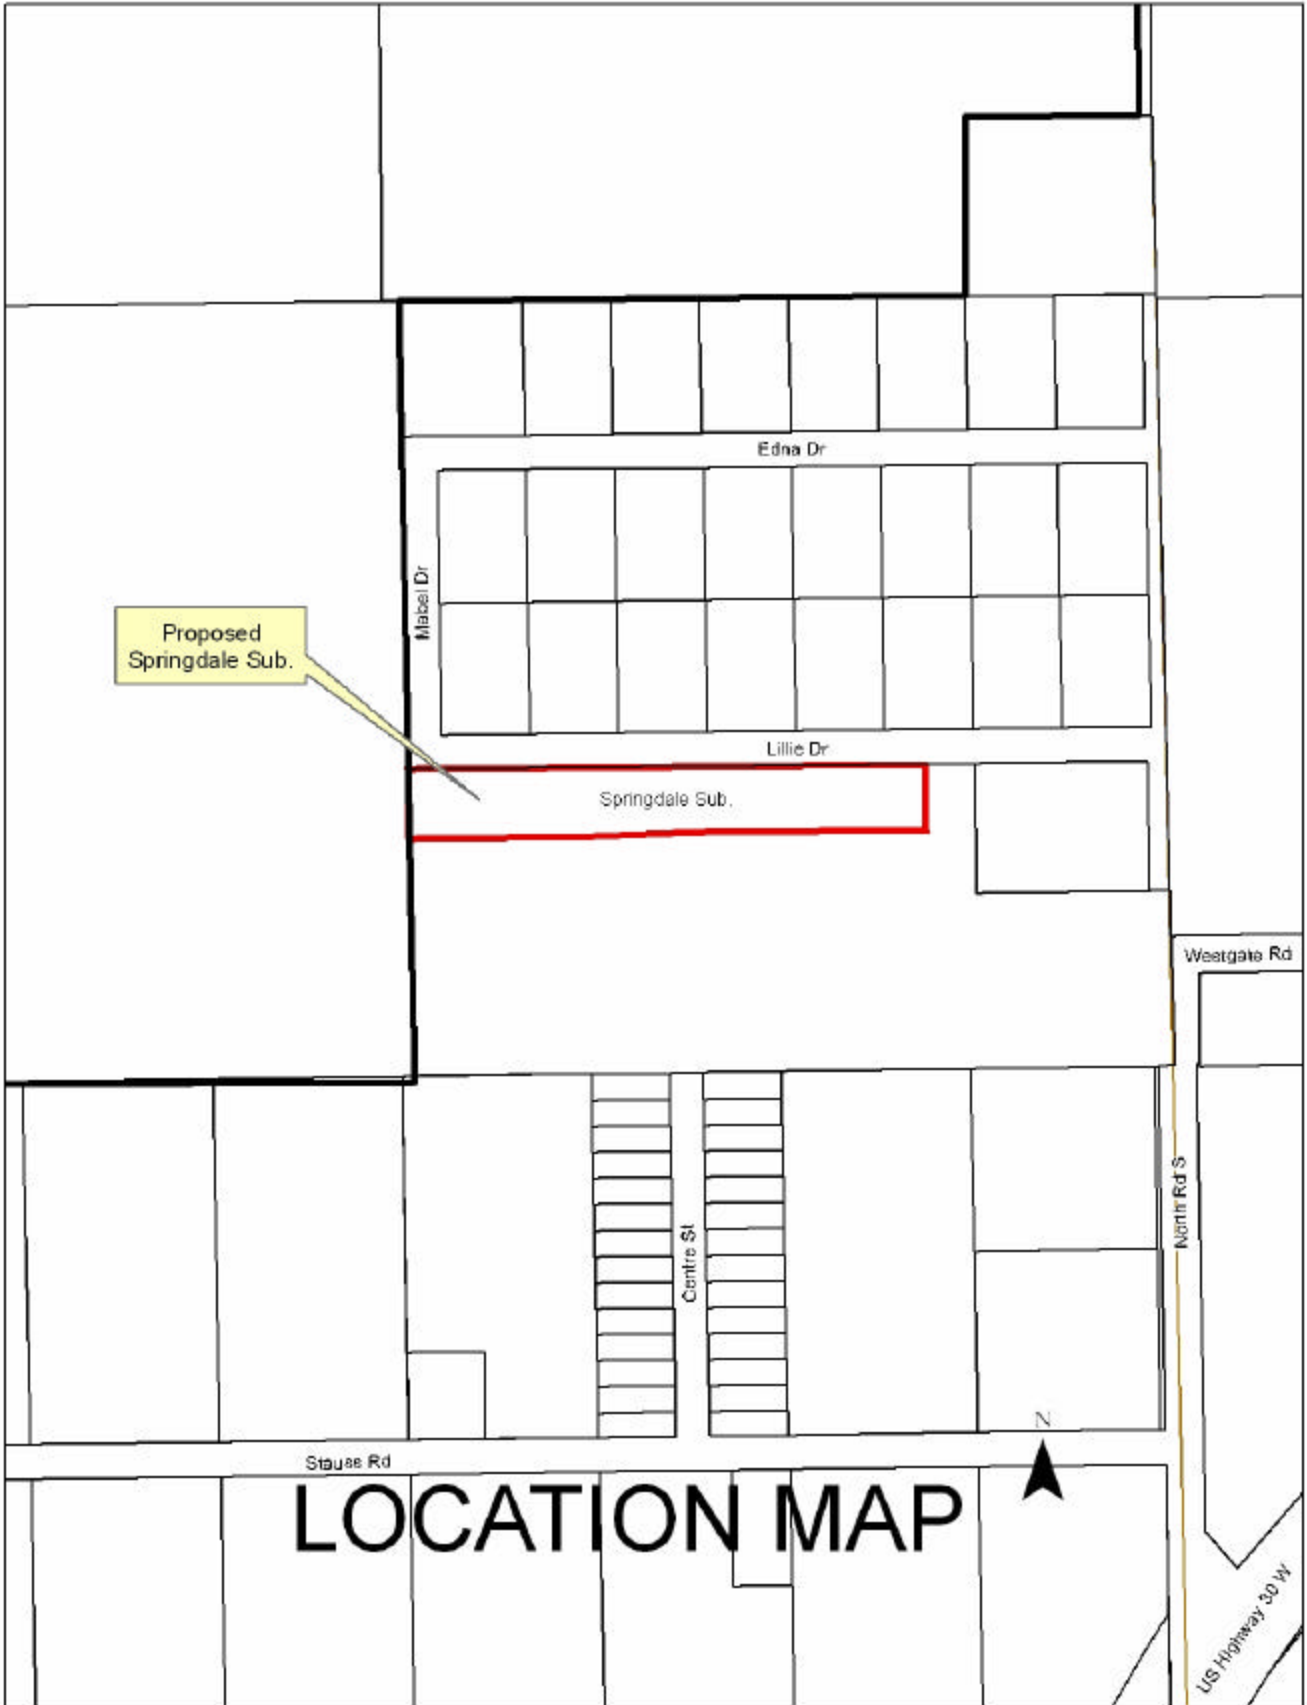 Edna Dr
Mabel Dr
Proposed
Springdale Sub.
Lillie Dr
Springdale Sub.
Westgate Rd
North Rd S
Centre St
N
Stauss Rd
LOCATION MAP
US Highway 30 W